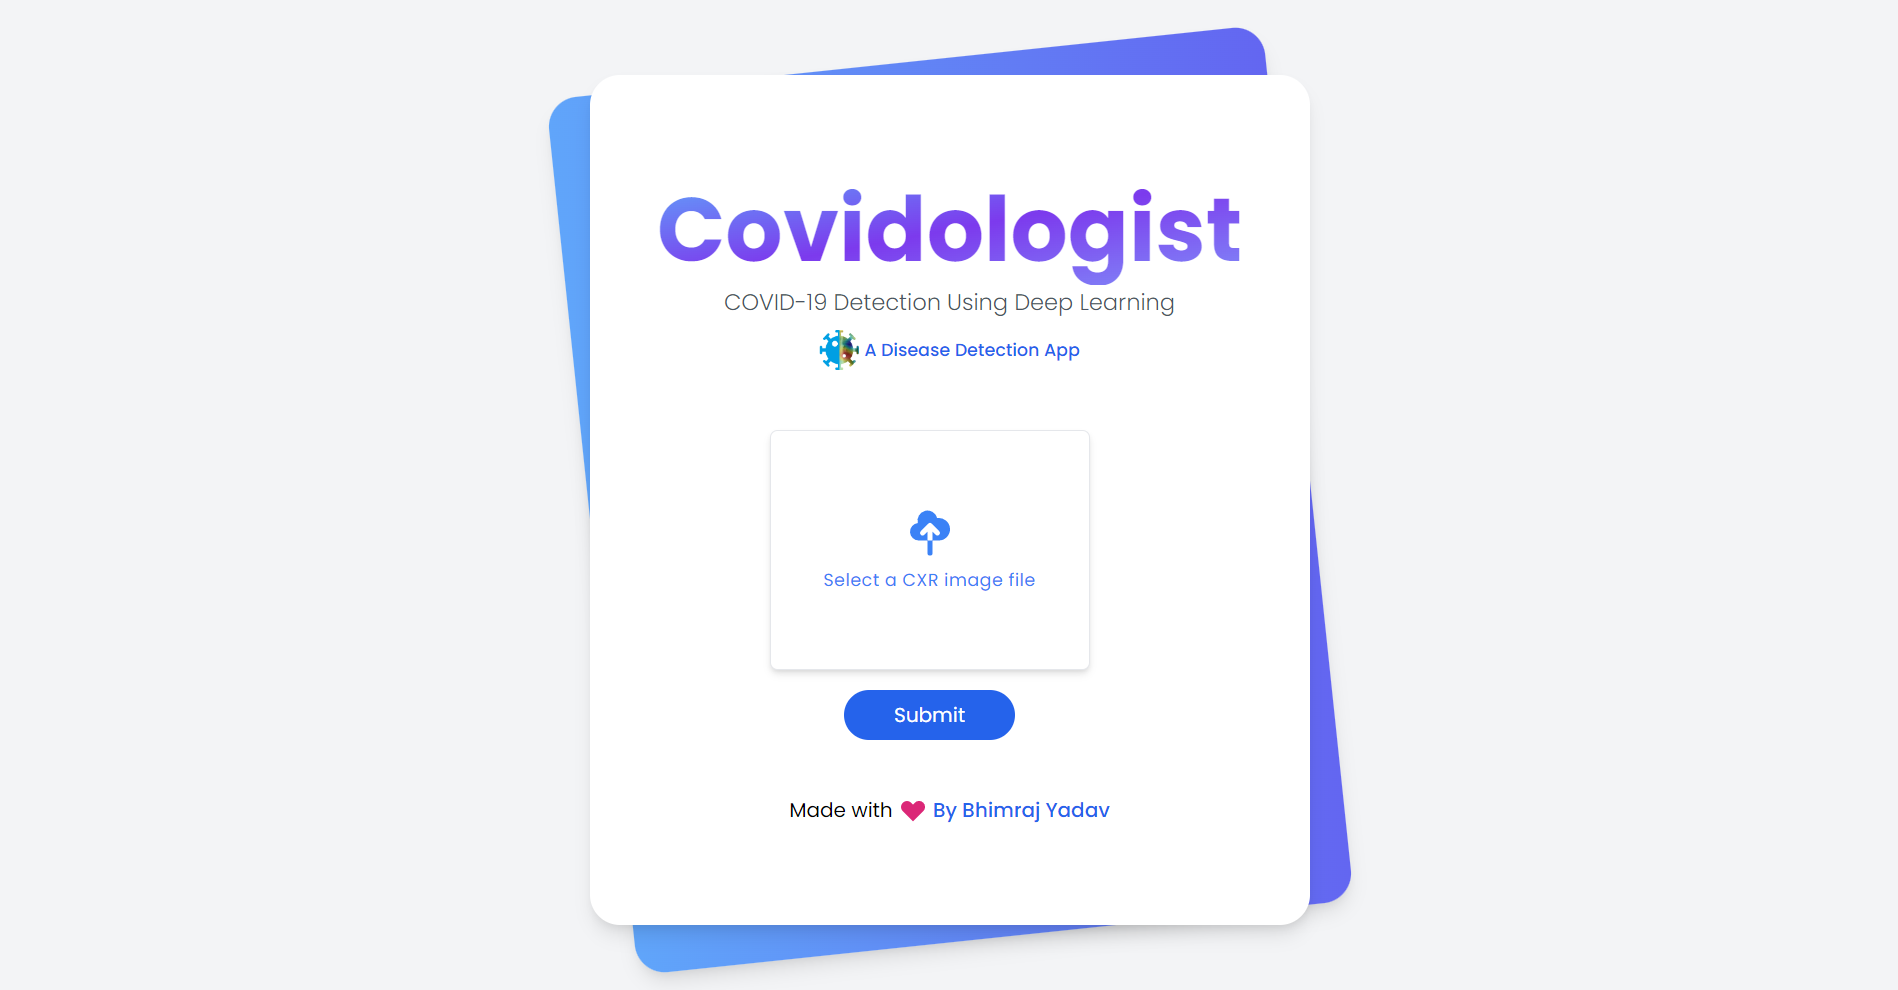 Covidologist
COVID-19 Detection Using Deep Learning
A Disease Detection App
Select a CXR image file
Submit
Made with By Bhimraj Yadav